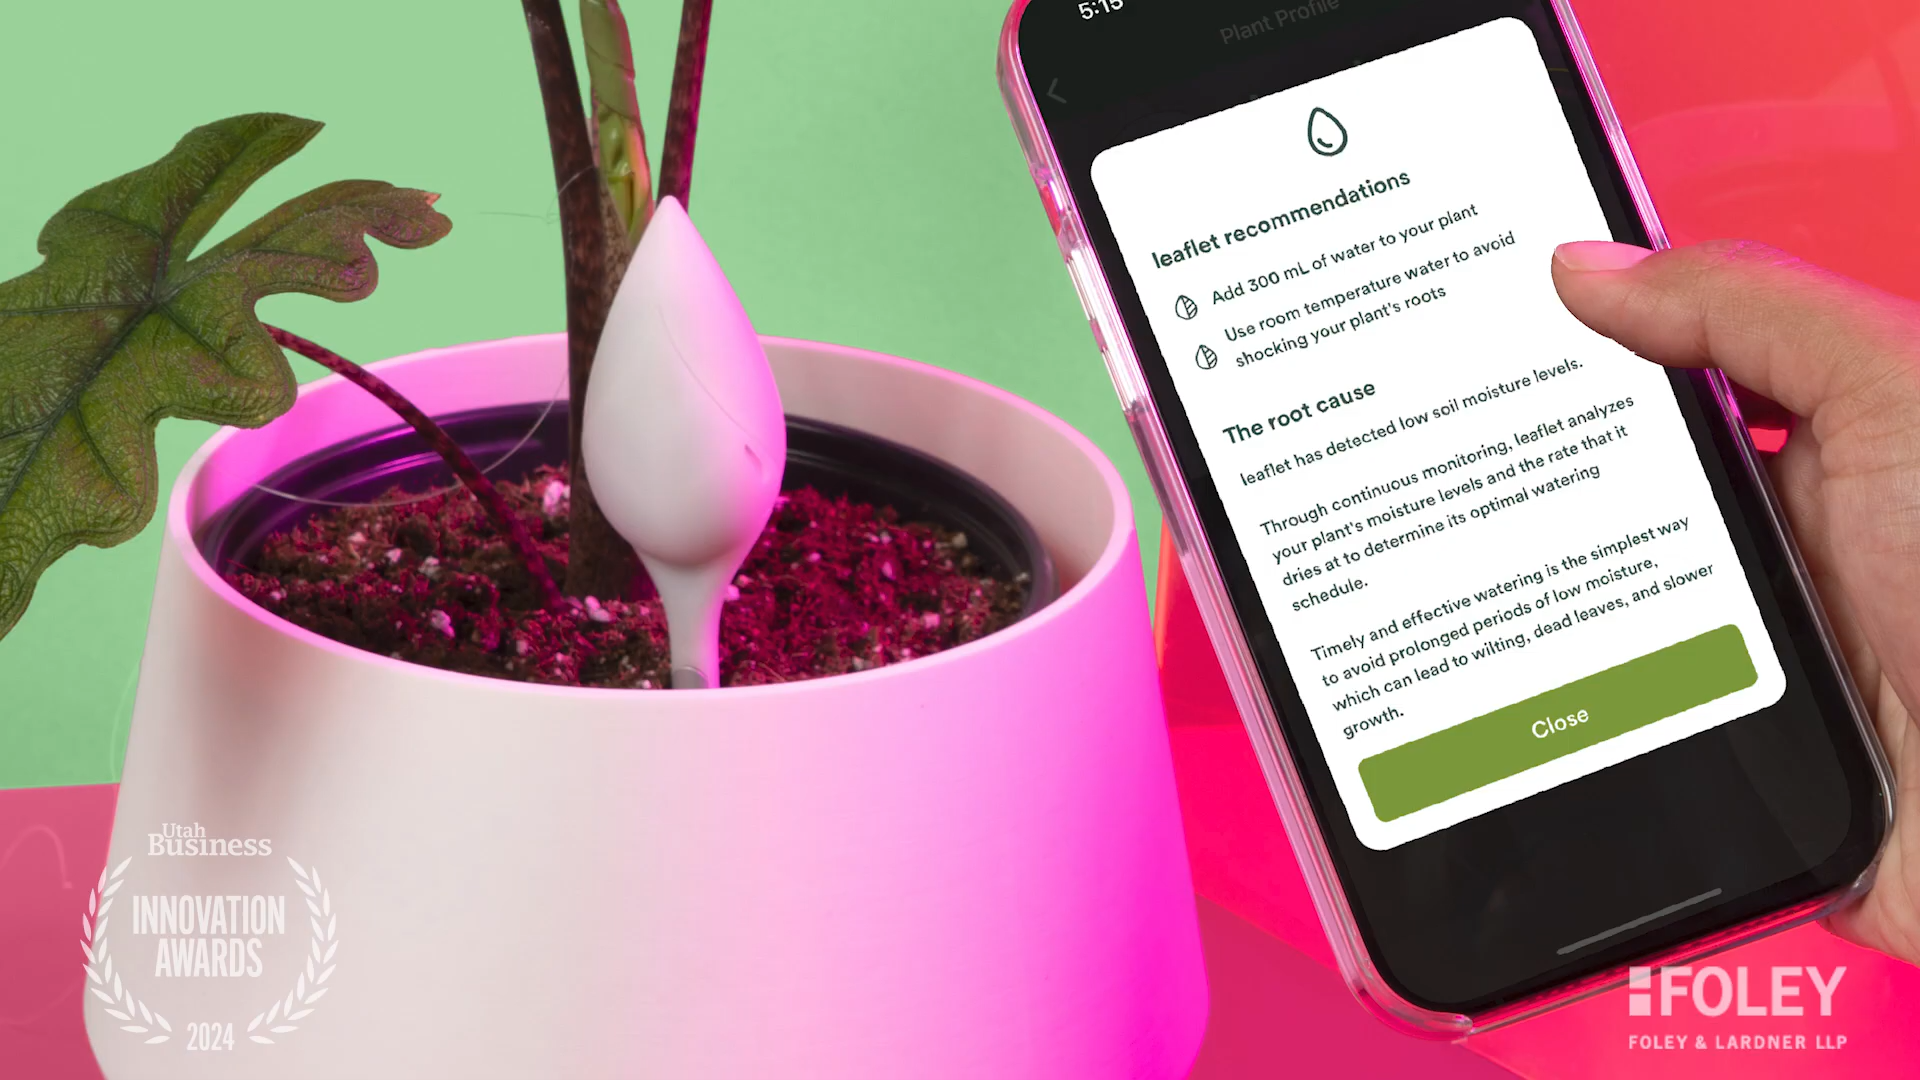 5:15
Plant Profile
leaflet recommendations
Add 300 mL of water to your plant
Use room temperature water to avoid
shocking your plant's roots
The root cause
leaflet has detected low soil moisture levels.
Through continuous monitoring, leaflet analyzes
your plant's moisture levels and the rate that it
dries at to determine its optimal watering
schedule.
Timely and effective watering is the simplest way
to avoid prolonged periods of low moisture,
which can lead to wilting, dead leaves, and slower
growth.
Close
Utah
Business
INNOVATION
AWARDS
2024
FOLEY
FOLEY & LARDNER LLP